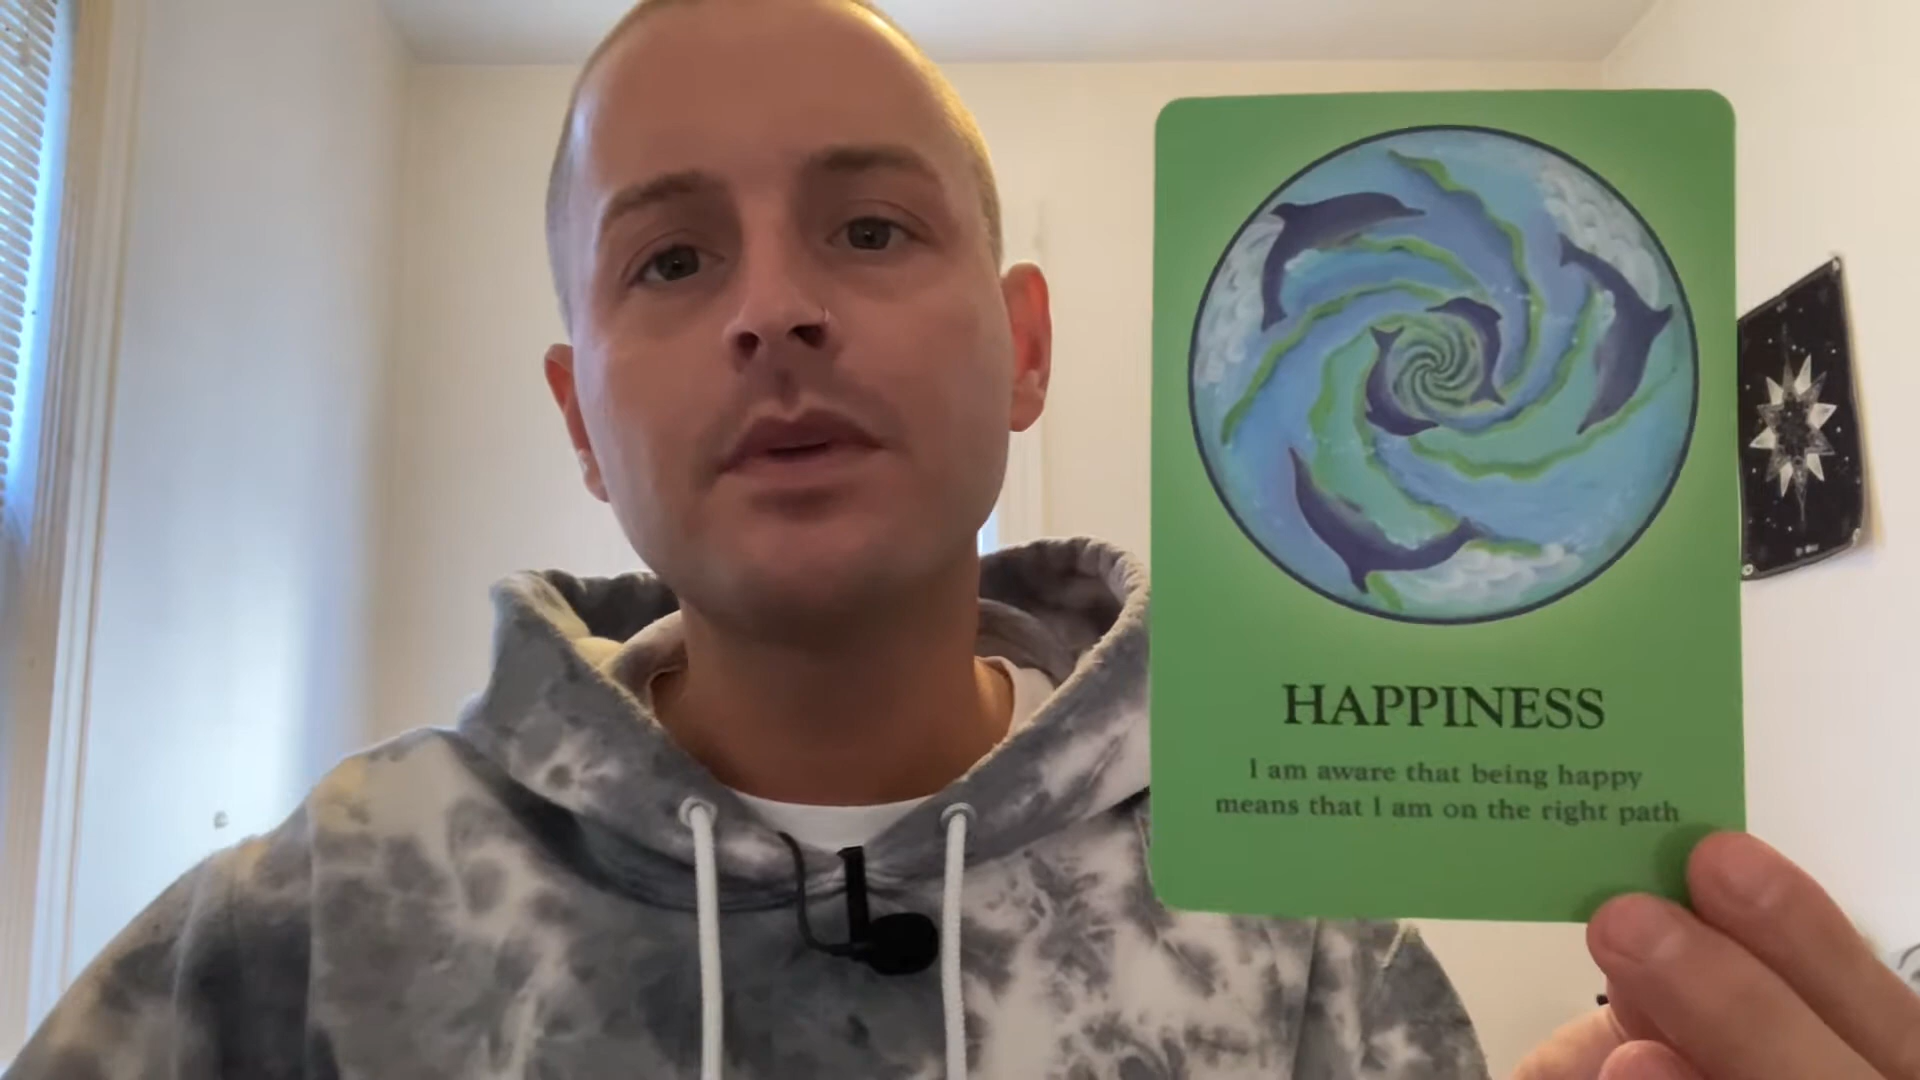 HAPPINESS
I am aware that being happy
means that I am on the right path